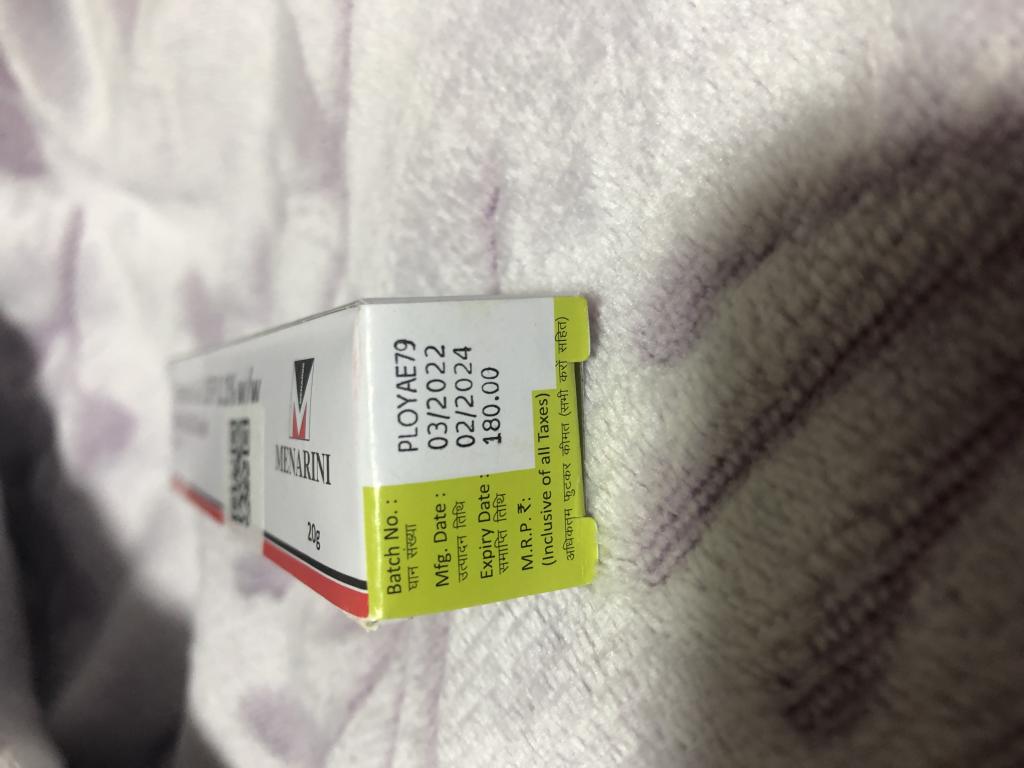 Batch No. : PLOYAE79
घान संख्या
Mfg. Date : 03/2022
उत्पादन तिथि
Expiry Date : 02/2024
समाप्ति तिथि
M.R.P. ₹: 180.00
(Inclusive of all Taxes)
अधिकतम फुटकर कीमत (सभी करों सहित)
MENARINI
20g
w/w